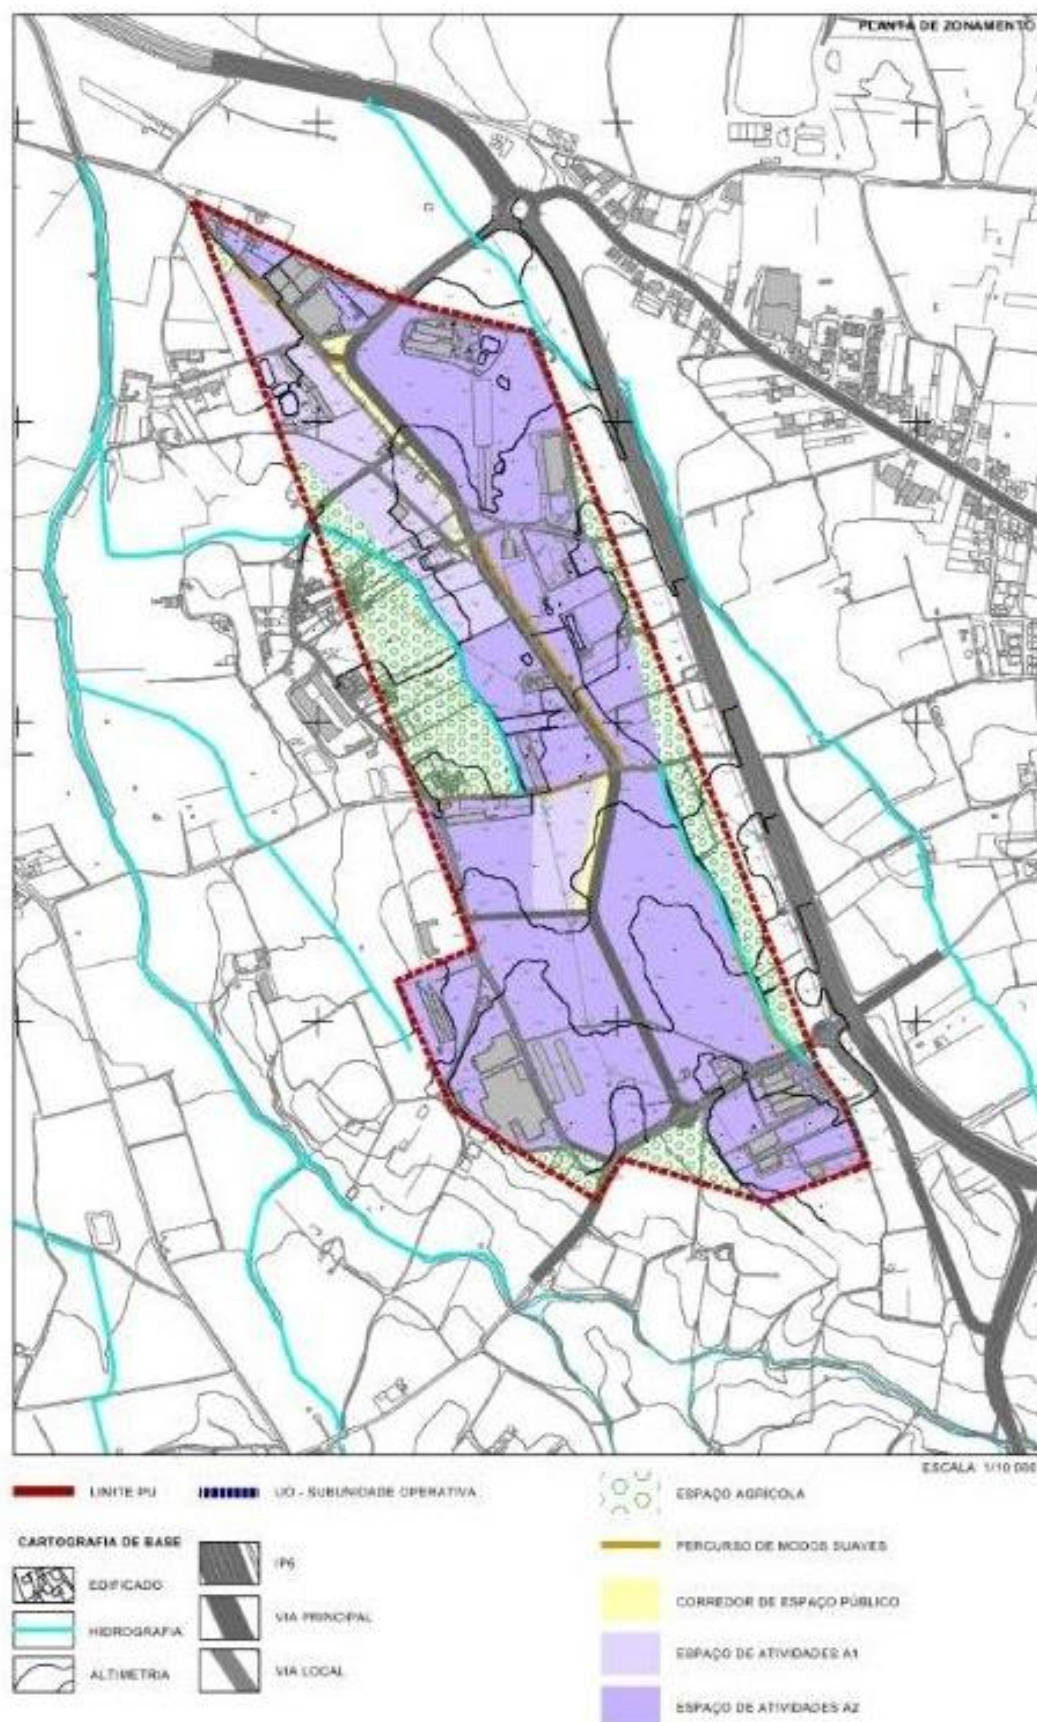 PLANTA DE ZONAMENTO
ESCALA 1/10 000
LIMITE PU
UO - SUBUNIDADE OPERATIVA
ESPAÇO AGRÍCOLA
CARTOGRAFIA DE BASE
IP6
PERCURSO DE MODOS SUAVES
EDIFICADO
CORREDOR DE ESPAÇO PÚBLICO
HIDROGRAFIA
VIA PRINCIPAL
ESPAÇO DE ATIVIDADES A1
ALTIMETRIA
VIA LOCAL
ESPAÇO DE ATIVIDADES A2